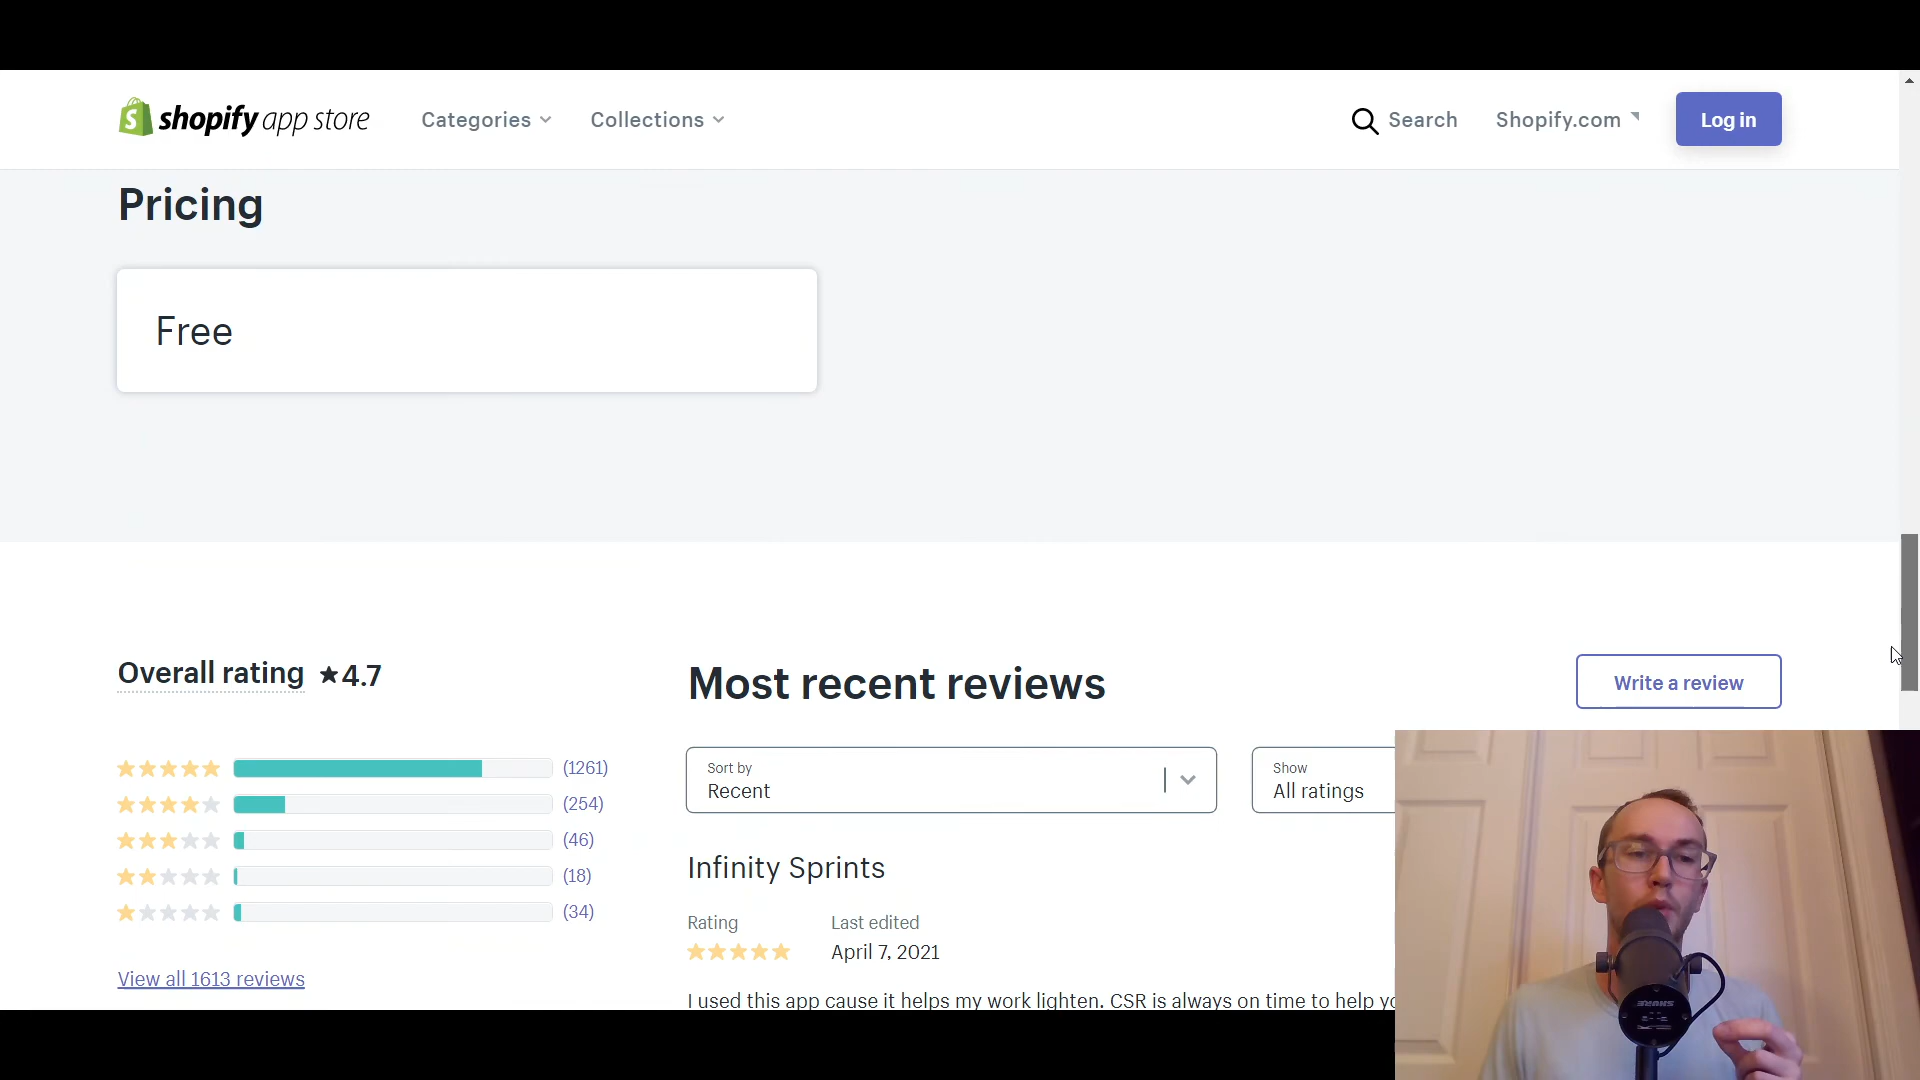 shopify app store
Categories
Collections
Search
Shopify.com
Log in
Pricing
Free
Overall rating ★4.7
(1261)
(254)
(46)
(18)
(34)
View all 1613 reviews
Most recent reviews
Write a review
Sort by
Recent
Show
All ratings
Infinity Sprints
Rating
Last edited
April 7, 2021
I used this app cause it helps my work lighten. CSR is always on time to help
SHURE